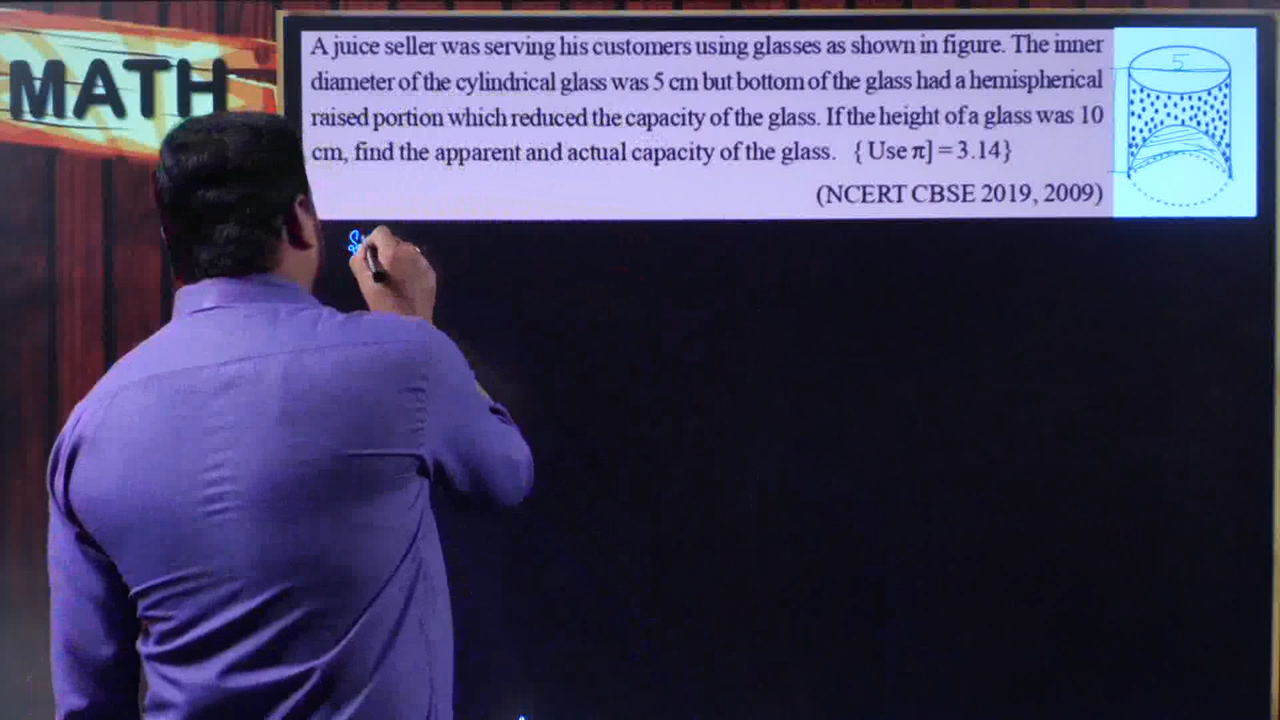 MATH
A juice seller was serving his customers using glasses as shown in figure. The inner
diameter of the cylindrical glass was 5 cm but bottom of the glass had a hemispherical
raised portion which reduced the capacity of the glass. If the height of a glass was 10
cm, find the apparent and actual capacity of the glass. { Use π] = 3.14}
(NCERT CBSE 2019, 2009)
5